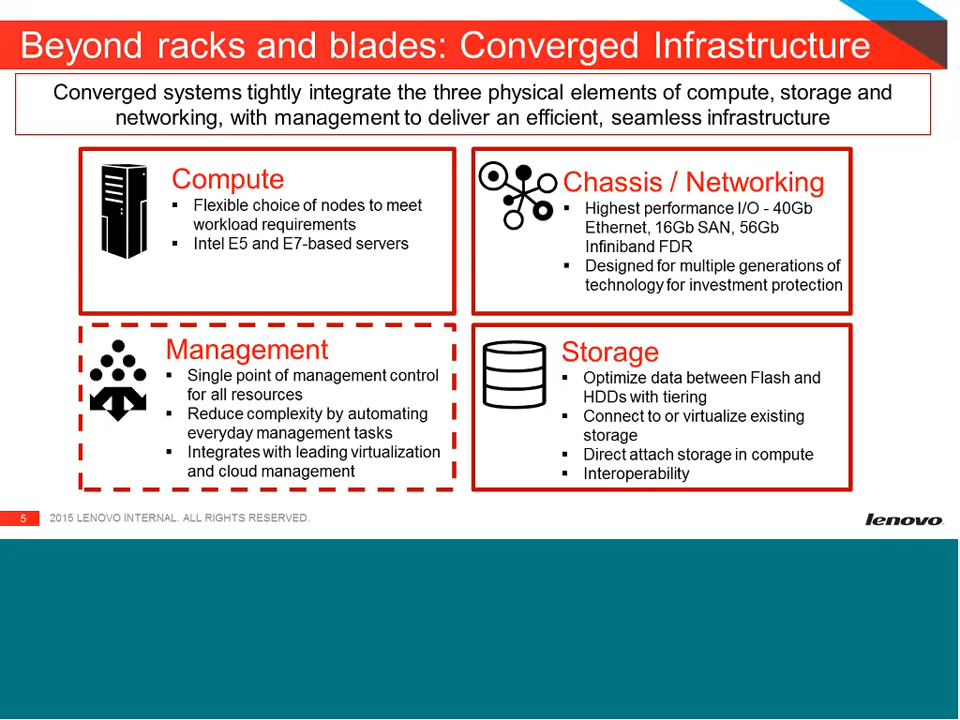 Beyond racks and blades: Converged Infrastructure
Converged systems tightly integrate the three physical elements of compute, storage and
networking, with management to deliver an efficient, seamless infrastructure
Compute
▪ Flexible choice of nodes to meet
workload requirements
▪ Intel E5 and E7-based servers
Chassis / Networking
▪ Highest performance I/O - 40Gb
Ethernet, 16Gb SAN, 56Gb
Infiniband FDR
▪ Designed for multiple generations of
technology for investment protection
Management
▪ Single point of management control
for all resources
▪ Reduce complexity by automating
everyday management tasks
▪ Integrates with leading virtualization
and cloud management
Storage
▪ Optimize data between Flash and
HDDs with tiering
▪ Connect to or virtualize existing
storage
▪ Direct attach storage in compute
▪ Interoperability
5
2015 LENOVO INTERNAL. ALL RIGHTS RESERVED.
lenovo